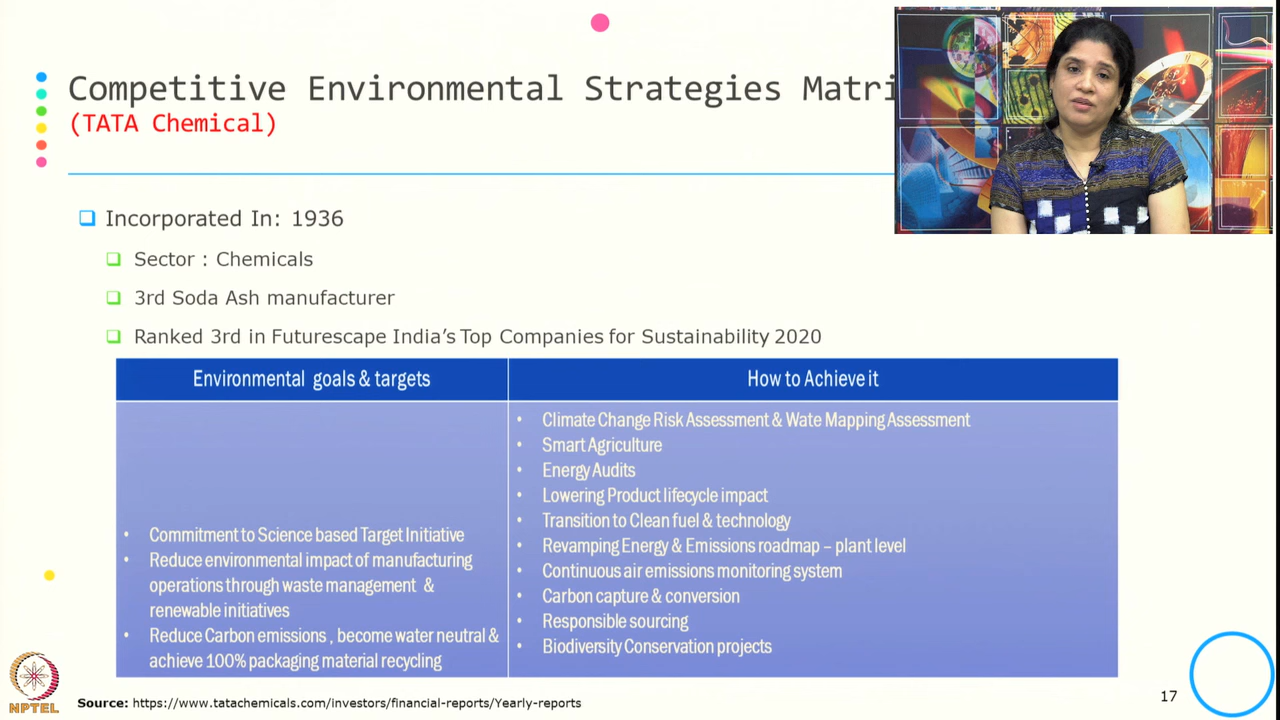 Competitive Environmental Strategies Matri
(TATA Chemical)
Incorporated In: 1936
Sector : Chemicals
3rd Soda Ash manufacturer
Ranked 3rd in Futurescape India's Top Companies for Sustainability 2020
Environmental goals & targets
How to Achieve it
• Commitment to Science based Target Initiative
• Reduce environmental impact of manufacturing
operations through waste management &
renewable initiatives
• Reduce Carbon emissions , become water neutral &
achieve 100% packaging material recycling
• Climate Change Risk Assessment & Wate Mapping Assessment
• Smart Agriculture
• Energy Audits
• Lowering Product lifecycle impact
• Transition to Clean fuel & technology
• Revamping Energy & Emissions roadmap – plant level
• Continuous air emissions monitoring system
• Carbon capture & conversion
• Responsible sourcing
• Biodiversity Conservation projects
Source: https://www.tatachemicals.com/investors/financial-reports/Yearly-reports
17
NPTEL